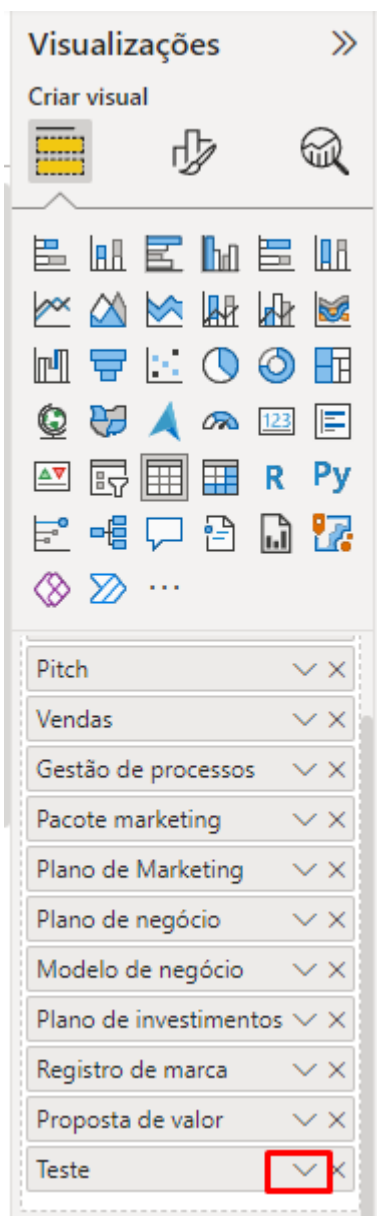 Visualizações
Criar visual
123
R Py
Pitch
Vendas
Gestão de processos
Pacote marketing
Plano de Marketing
Plano de negócio
Modelo de negócio
Plano de investimentos
Registro de marca
Proposta de valor
Teste